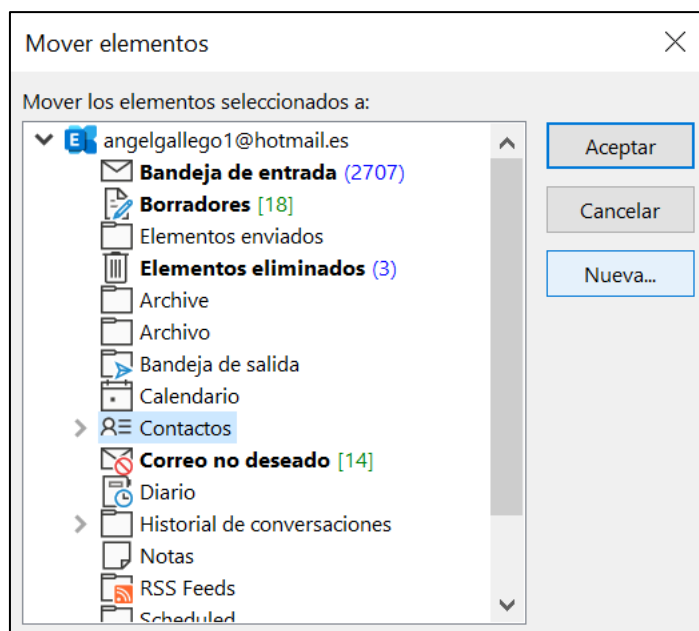 Mover elementos
Mover los elementos seleccionados a:
angelgallego1@hotmail.es
Bandeja de entrada (2707)
Borradores [18]
Elementos enviados
Elementos eliminados (3)
Archive
Archivo
Bandeja de salida
Calendario
Contactos
Correo no deseado [14]
Diario
Historial de conversaciones
Notas
RSS Feeds
Scheduled
Aceptar
Cancelar
Nueva...